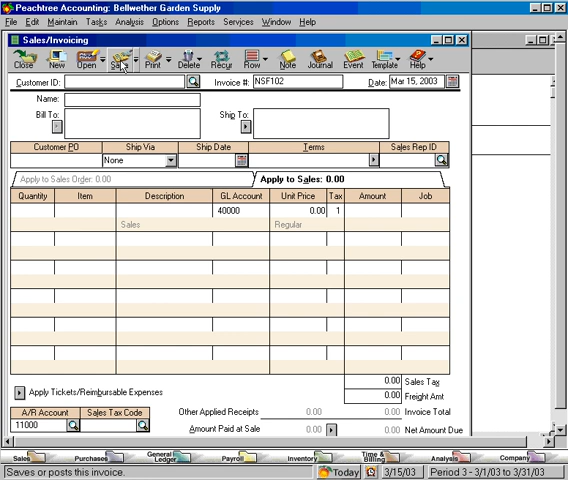 Peachtree Accounting: Bellwether Garden Supply
File Edit Maintain Tasks Analysis Options Reports Services Window Help
Sales/Invoicing
Close New Open Save Print Delete Recur Row Note Journal Event Template Help
Customer ID: Invoice #: NSF102 Date: Mar 15, 2003
Name:
Bill To: Ship To:
Customer PO Ship Via Ship Date Terms Sales Rep ID
None
Apply to Sales Order: 0.00 Apply to Sales: 0.00
Quantity Item Description GL Account Unit Price Tax Amount Job
40000 0.00 1
Sales Regular
0.00 Sales Tax
Apply Tickets/Reimbursable Expenses 0.00 Freight Amt
A/R Account Sales Tax Code Other Applied Receipts 0.00 0.00 Invoice Total
11000 Amount Paid at Sale 0.00 0.00 Net Amount Due
Sales Purchases General Ledger Payroll Inventory Time & Billing Analysis Company
Saves or posts this invoice. Today 3/15/03 Period 3 - 3/1/03 to 3/31/03